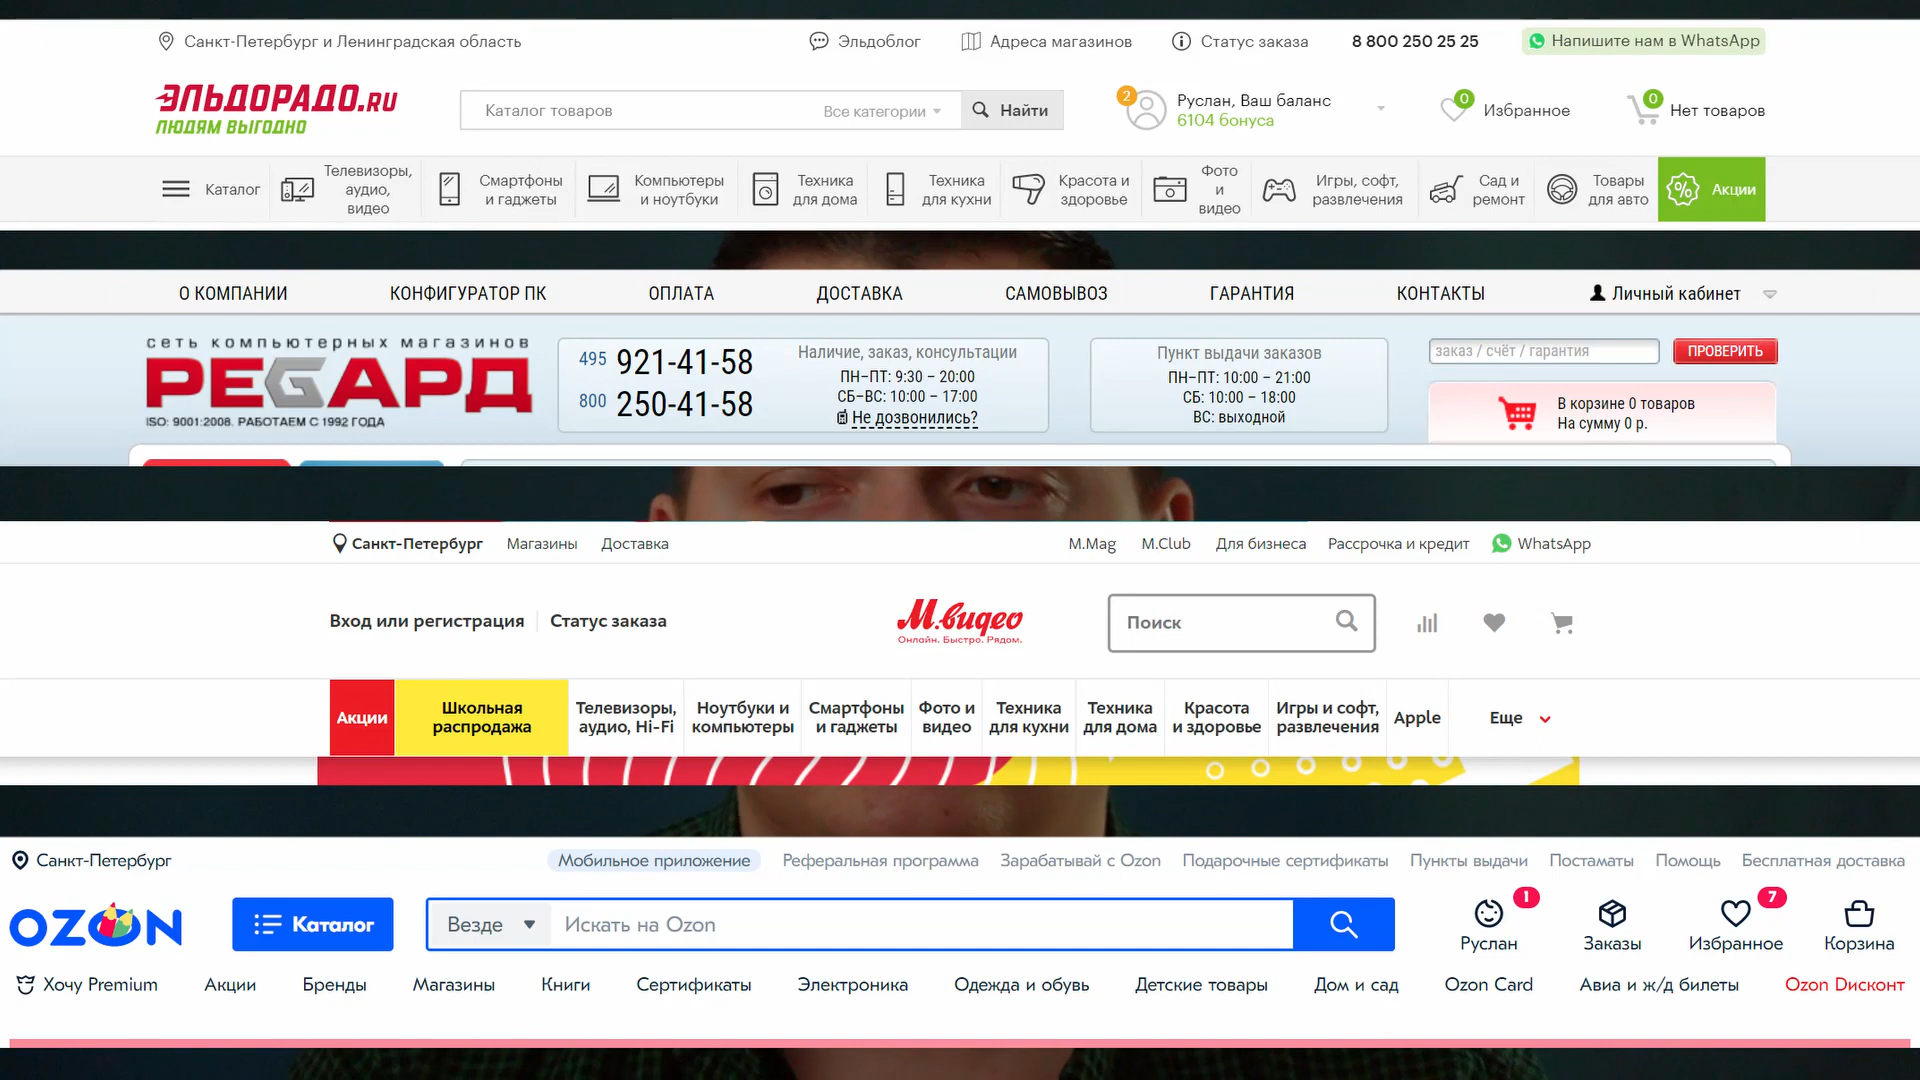 Санкт-Петербург и Ленинградская область
Эльдоблог
Адреса магазинов
Статус заказа
8 800 250 25 25
Напишите нам в WhatsApp
ЭЛЬДОРАДО.RU
ЛЮДЯМ ВЫГОДНО
Каталог товаров
Все категории
Найти
2
Руслан, Ваш баланс
6104 бонуса
0
Избранное
0
Нет товаров
Каталог
Телевизоры,
аудио,
видео
Смартфоны
и гаджеты
Компьютеры
и ноутбуки
Техника
для дома
Техника
для кухни
Красота и
здоровье
Фото
и
видео
Игры, софт,
развлечения
Сад и
ремонт
Товары
для авто
Акции
О КОМПАНИИ
КОНФИГУРАТОР ПК
ОПЛАТА
ДОСТАВКА
САМОВЫВОЗ
ГАРАНТИЯ
КОНТАКТЫ
Личный кабинет
сеть компьютерных магазинов
РЕGАРД
ISO: 9001:2008. РАБОТАЕМ С 1992 ГОДА
495 921-41-58
800 250-41-58
Наличие, заказ, консультации
ПН–ПТ: 9:30 – 20:00
СБ–ВС: 10:00 – 17:00
Не дозвонились?
Пункт выдачи заказов
ПН–ПТ: 10:00 – 21:00
СБ: 10:00 – 18:00
ВС: выходной
заказ / счёт / гарантия
ПРОВЕРИТЬ
В корзине 0 товаров
На сумму 0 р.
Санкт-Петербург
Магазины
Доставка
M.Mag
M.Club
Для бизнеса
Рассрочка и кредит
WhatsApp
Вход или регистрация
Статус заказа
М.видео
Онлайн. Быстро. Рядом.
Поиск
Акции
Школьная
распродажа
Телевизоры,
аудио, Hi-Fi
Ноутбуки и
компьютеры
Смартфоны
и гаджеты
Фото и
видео
Техника
для кухни
Техника
для дома
Красота
и здоровье
Игры и софт,
развлечения
Apple
Еще
Санкт-Петербург
Мобильное приложение
Реферальная программа
Зарабатывай с Ozon
Подарочные сертификаты
Пункты выдачи
Постаматы
Помощь
Бесплатная доставка
OZON
Каталог
Везде
Искать на Ozon
1
Руслан
Заказы
7
Избранное
Корзина
Хочу Premium
Акции
Бренды
Магазины
Книги
Сертификаты
Электроника
Одежда и обувь
Детские товары
Дом и сад
Ozon Card
Авиа и ж/д билеты
Ozon Dисконт